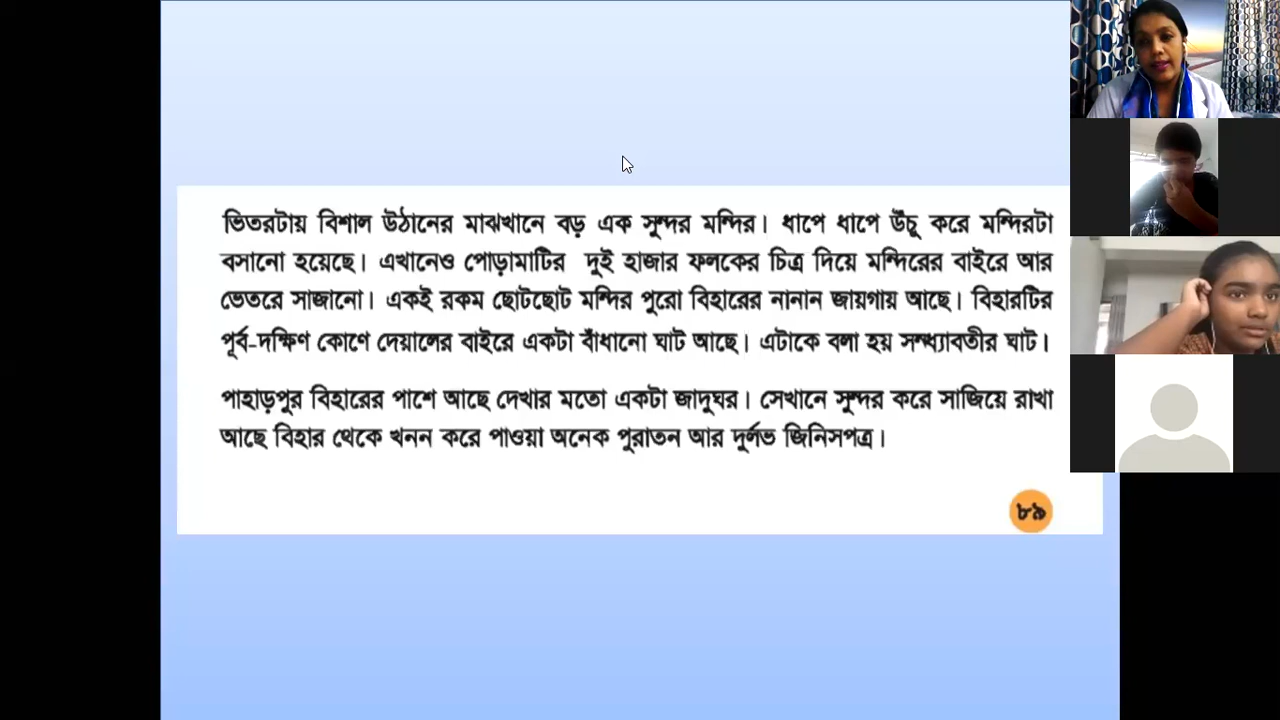 ভিতরটায় বিশাল উঠানের মাঝখানে বড় এক সুন্দর মন্দির। ধাপে ধাপে উঁচু করে মন্দিরটা
বসানো হয়েছে। এখানেও পোড়ামাটির দুই হাজার ফলকের চিত্র দিয়ে মন্দিরের বাইরে আর
ভেতরে সাজানো। একই রকম ছোটছোট মন্দির পুরো বিহারের নানান জায়গায় আছে। বিহারটির
পূর্ব-দক্ষিণ কোণে দেয়ালের বাইরে একটা বাঁধানো ঘাট আছে। এটাকে বলা হয় সন্ধ্যাবতীর ঘাট।
পাহাড়পুর বিহারের পাশে আছে দেখার মতো একটা জাদুঘর। সেখানে সুন্দর করে সাজিয়ে রাখা
আছে বিহার থেকে খনন করে পাওয়া অনেক পুরাতন আর দুর্লভ জিনিসপত্র।
৮৯